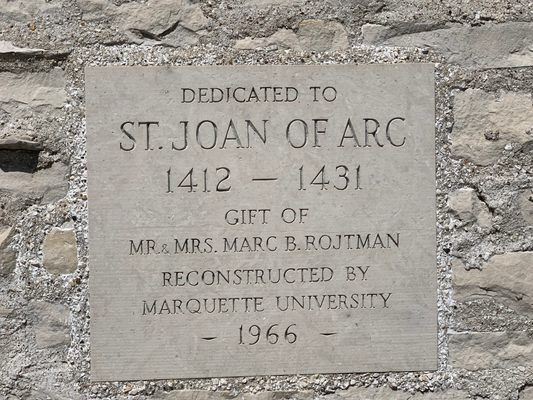 DEDICATED TO
ST. JOAN OF ARC
1412 — 1431
GIFT OF
MR & MRS. MARC B. ROJTMAN
RECONSTRUCTED BY
MARQUETTE UNIVERSITY
– 1966 –